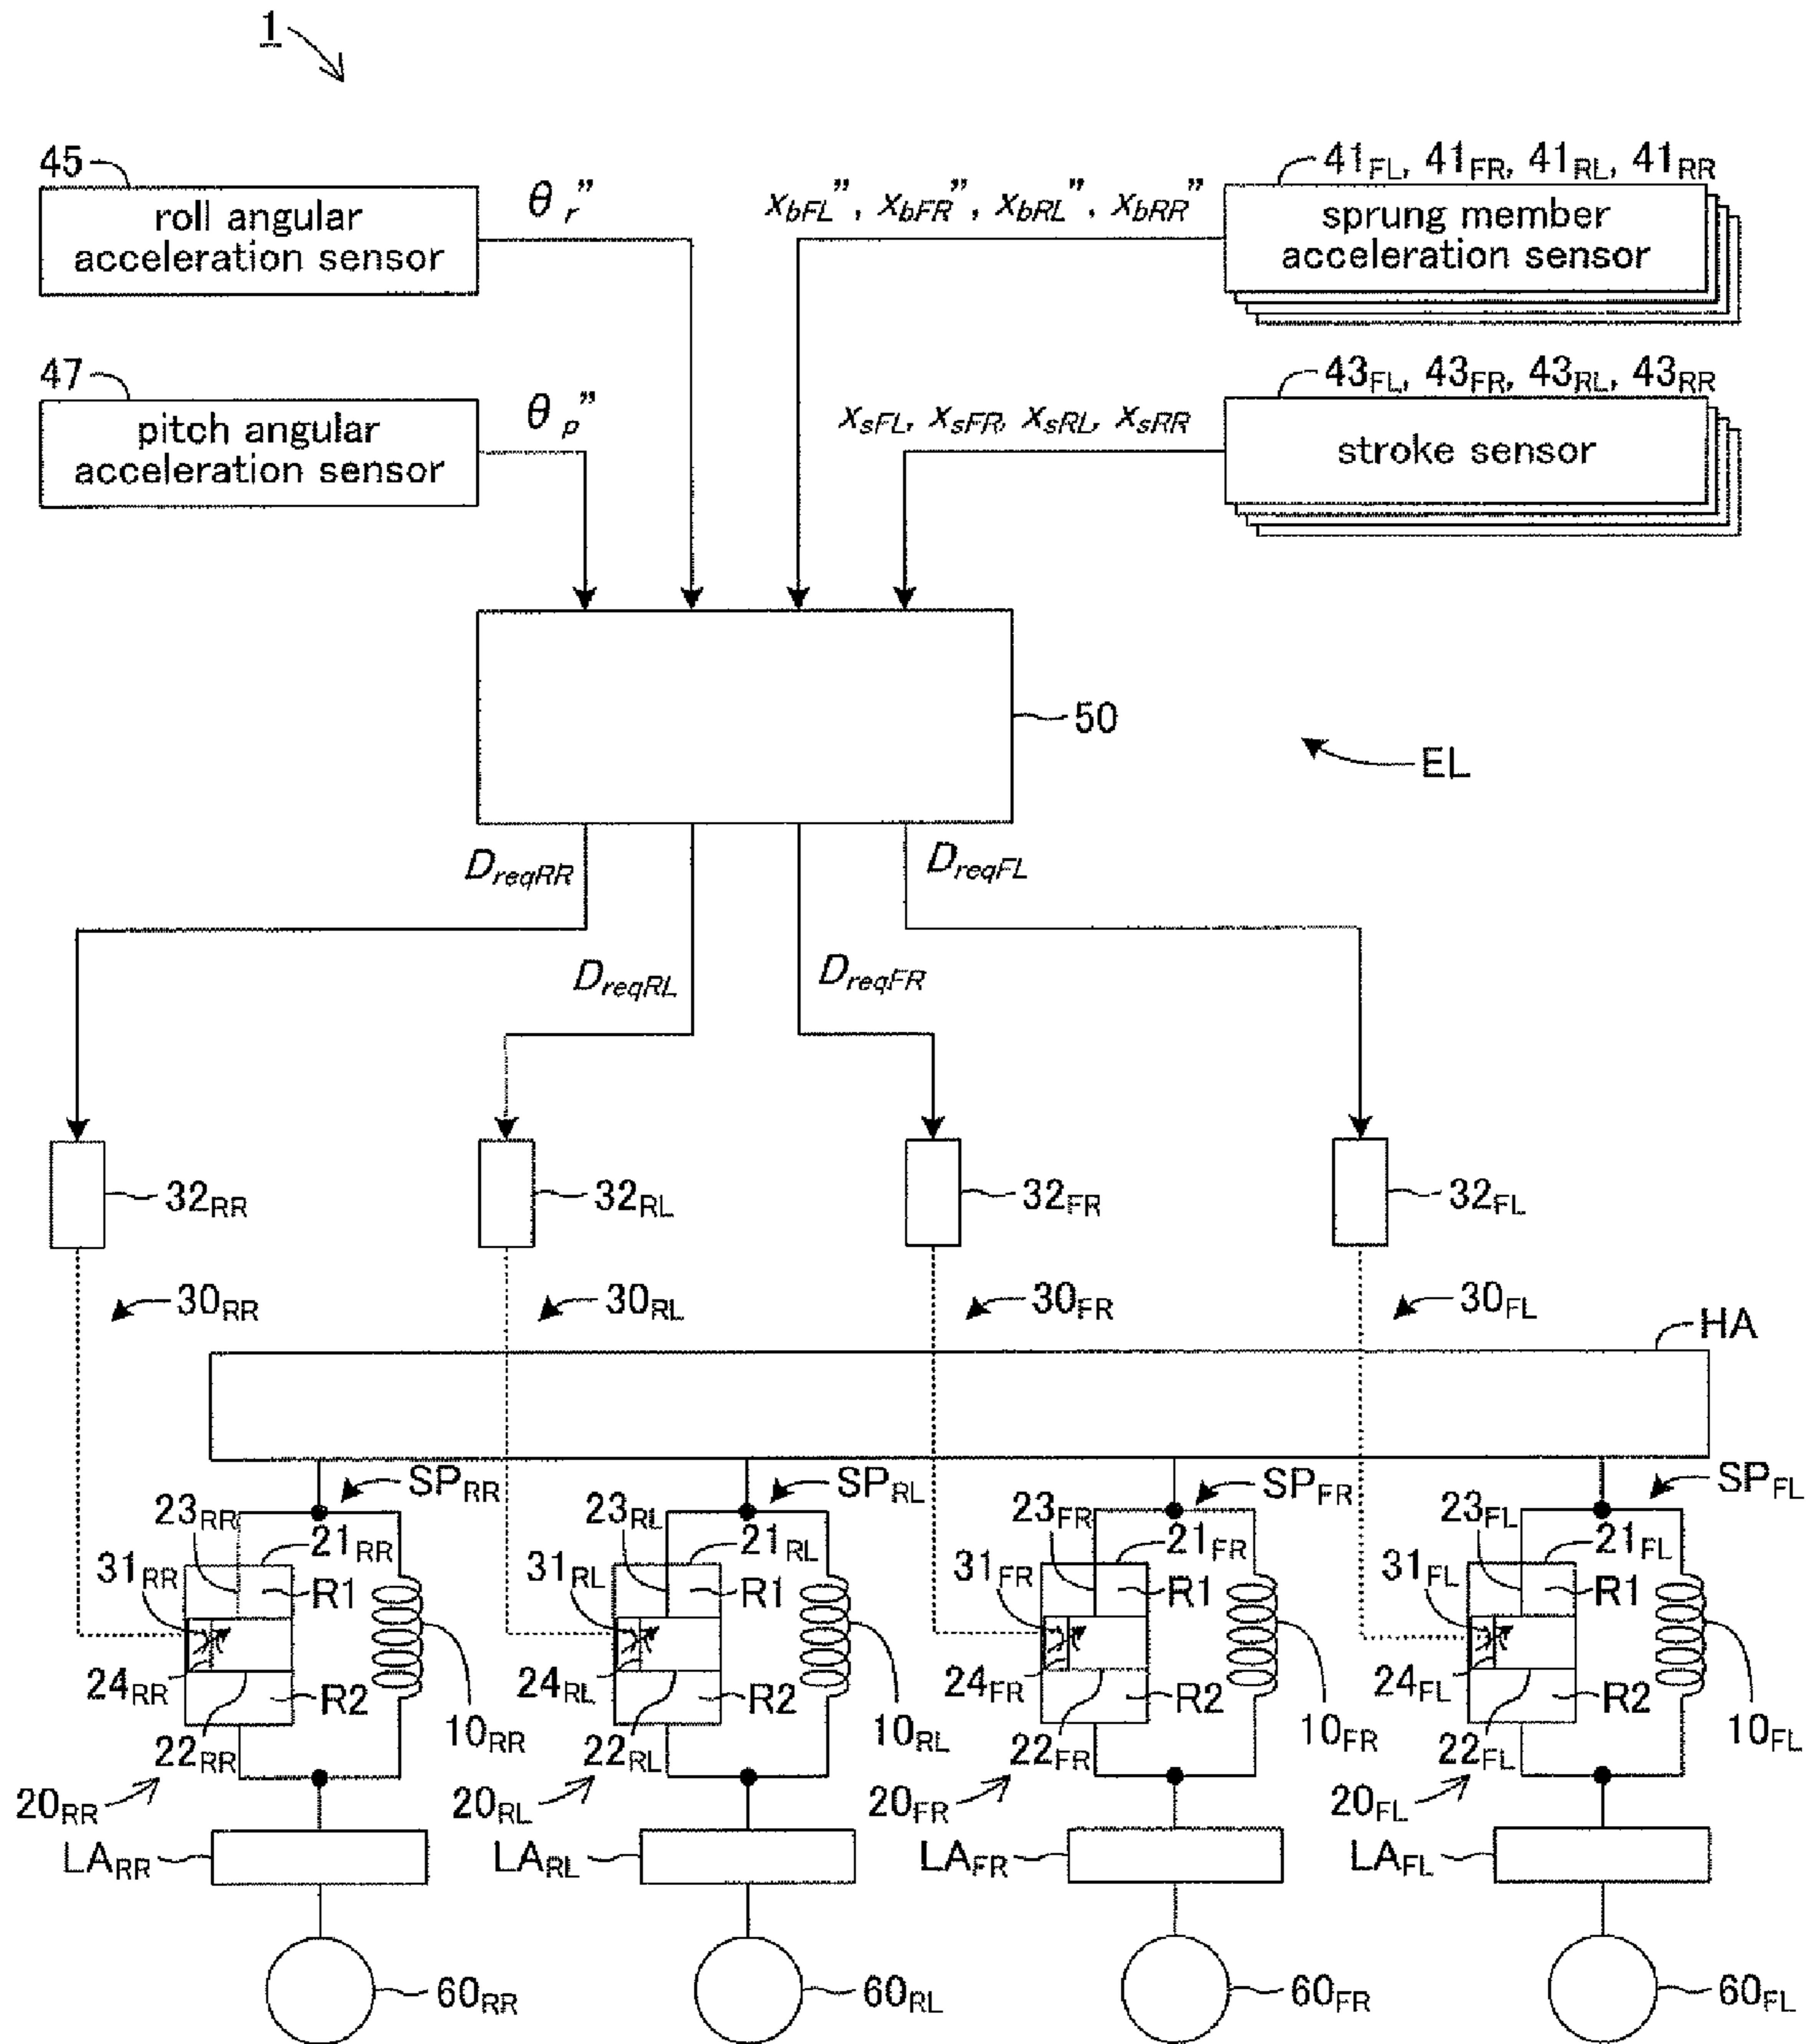 1
45
roll angular
acceleration sensor
θr"
xbFL", xbFR", xbRL", xbRR"
41FL, 41FR, 41RL, 41RR
sprung member
acceleration sensor
47
pitch angular
acceleration sensor
θp"
xsFL, xsFR, xsRL, xsRR
43FL, 43FR, 43RL, 43RR
stroke sensor
50
EL
DreqRR
DreqFL
DreqRL
DreqFR
32RR
32RL
32FR
32FL
30RR
30RL
30FR
30FL
HA
SPRR
SPRL
SPFR
SPFL
23RR
23RL
23FR
23FL
21RR
21RL
21FR
21FL
31RR
R1
31RL
R1
31FR
R1
31FL
R1
24RR
R2
24RL
R2
24FR
R2
24FL
R2
22RR
10RR
22RL
10RL
22FR
10FR
22FL
10FL
20RR
20RL
20FR
20FL
LARR
LARL
LAFR
LAFL
60RR
60RL
60FR
60FL